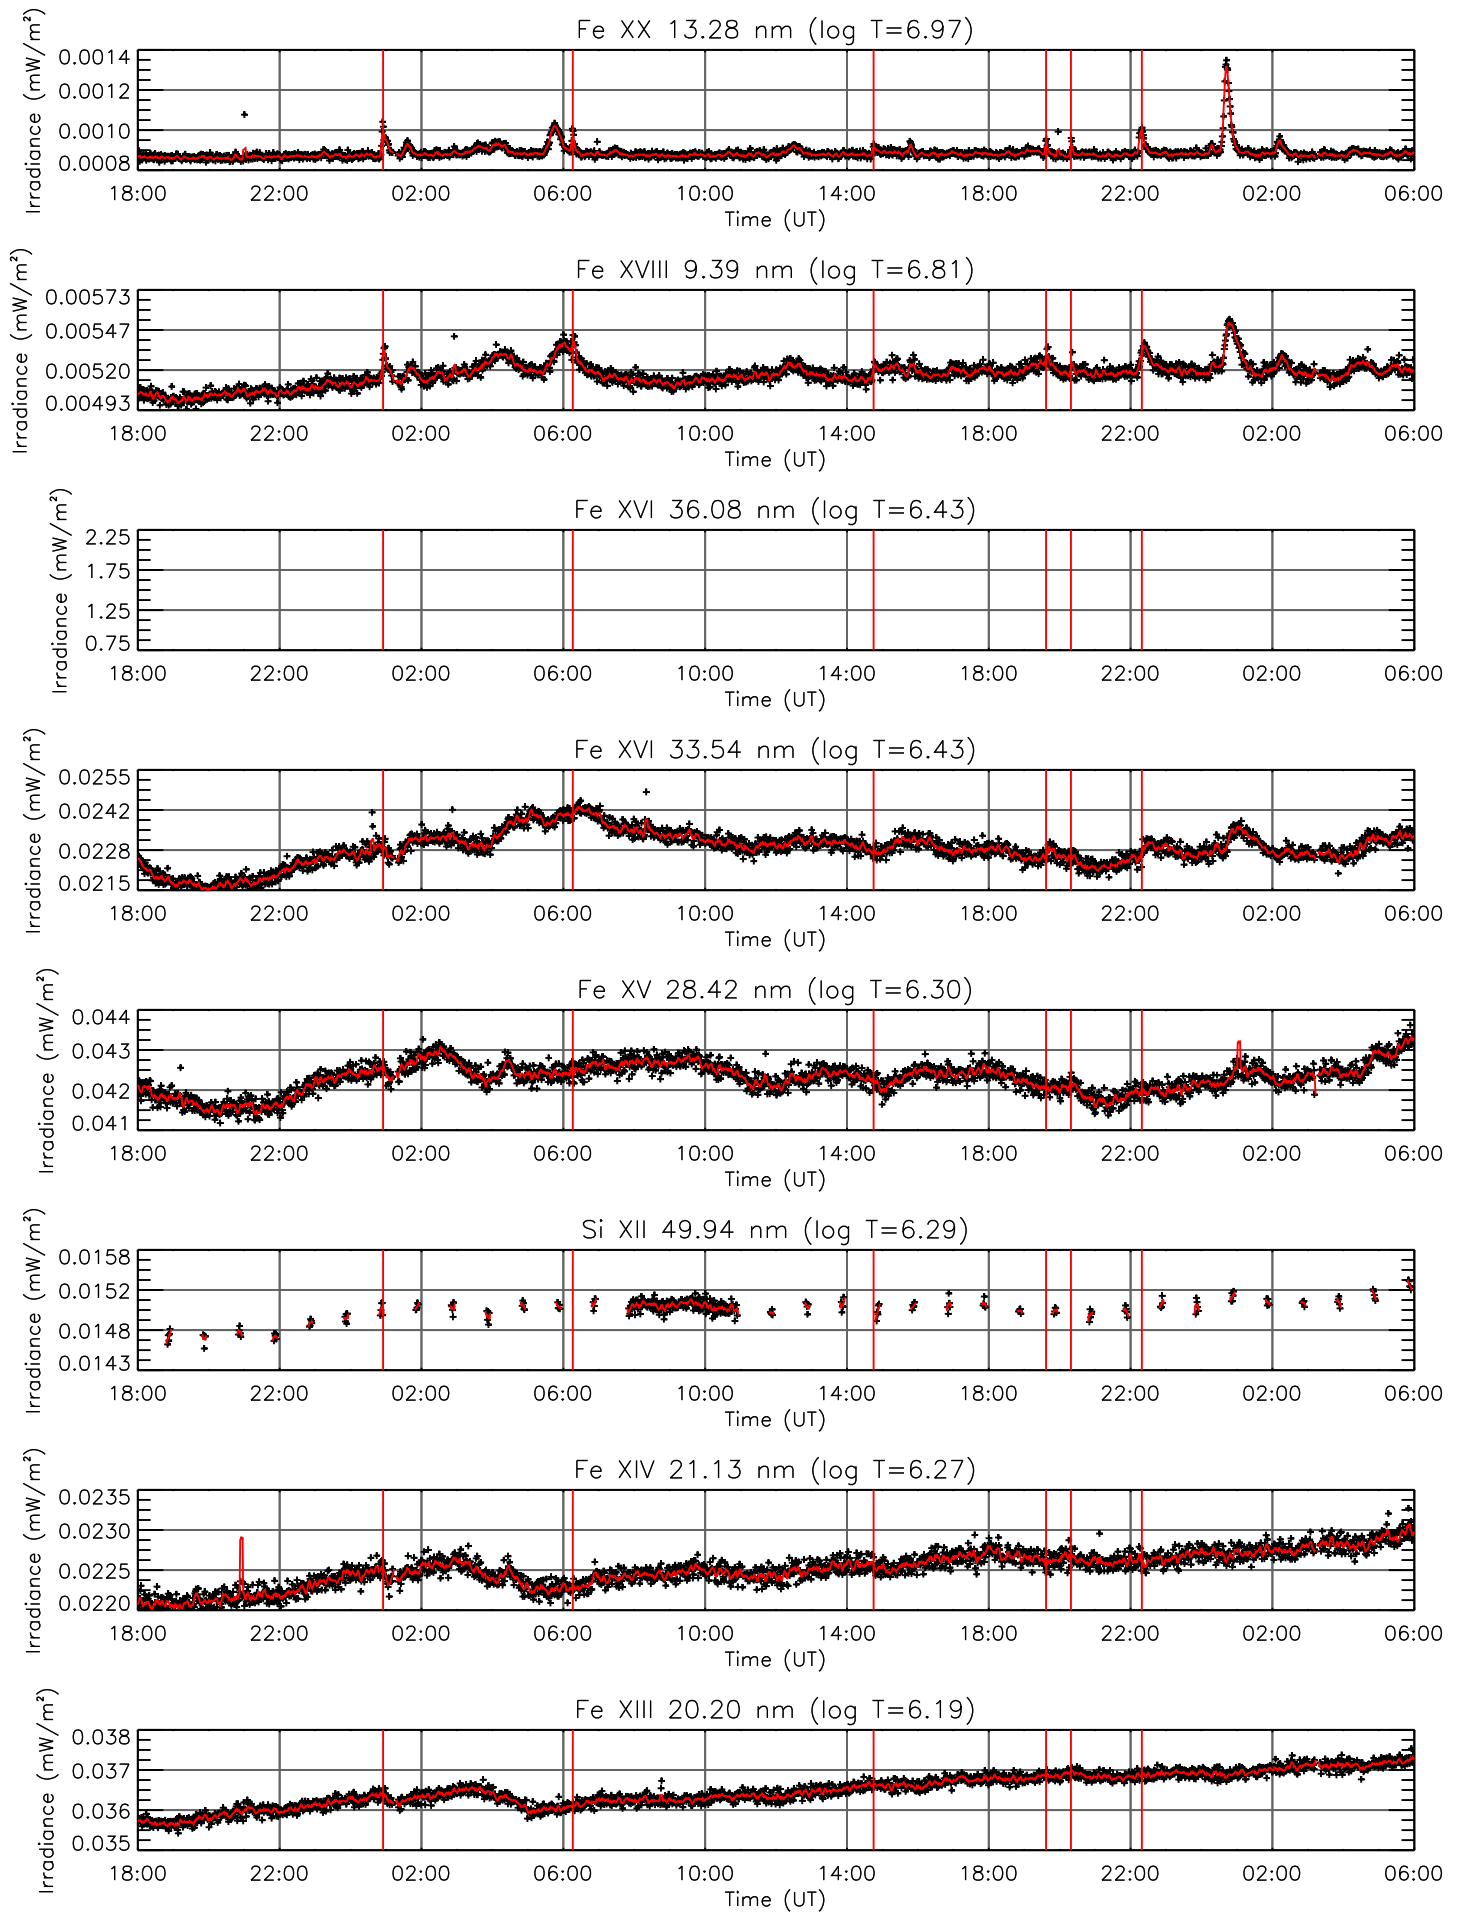 Fe XX 13.28 nm (log T=6.97)
Irradiance (mW/m²)
0.0014
0.0012
0.0010
0.0008
18:00 22:00 02:00 06:00 10:00 14:00 18:00 22:00 02:00 06:00
Time (UT)
Fe XVIII 9.39 nm (log T=6.81)
Irradiance (mW/m²)
0.00573
0.00547
0.00520
0.00493
18:00 22:00 02:00 06:00 10:00 14:00 18:00 22:00 02:00 06:00
Time (UT)
Fe XVI 36.08 nm (log T=6.43)
Irradiance (mW/m²)
2.25
1.75
1.25
0.75
18:00 22:00 02:00 06:00 10:00 14:00 18:00 22:00 02:00 06:00
Time (UT)
Fe XVI 33.54 nm (log T=6.43)
Irradiance (mW/m²)
0.0255
0.0242
0.0228
0.0215
18:00 22:00 02:00 06:00 10:00 14:00 18:00 22:00 02:00 06:00
Time (UT)
Fe XV 28.42 nm (log T=6.30)
Irradiance (mW/m²)
0.044
0.043
0.042
0.041
18:00 22:00 02:00 06:00 10:00 14:00 18:00 22:00 02:00 06:00
Time (UT)
Si XII 49.94 nm (log T=6.29)
Irradiance (mW/m²)
0.0158
0.0152
0.0148
0.0143
18:00 22:00 02:00 06:00 10:00 14:00 18:00 22:00 02:00 06:00
Time (UT)
Fe XIV 21.13 nm (log T=6.27)
Irradiance (mW/m²)
0.0235
0.0230
0.0225
0.0220
18:00 22:00 02:00 06:00 10:00 14:00 18:00 22:00 02:00 06:00
Time (UT)
Fe XIII 20.20 nm (log T=6.19)
Irradiance (mW/m²)
0.038
0.037
0.036
0.035
18:00 22:00 02:00 06:00 10:00 14:00 18:00 22:00 02:00 06:00
Time (UT)